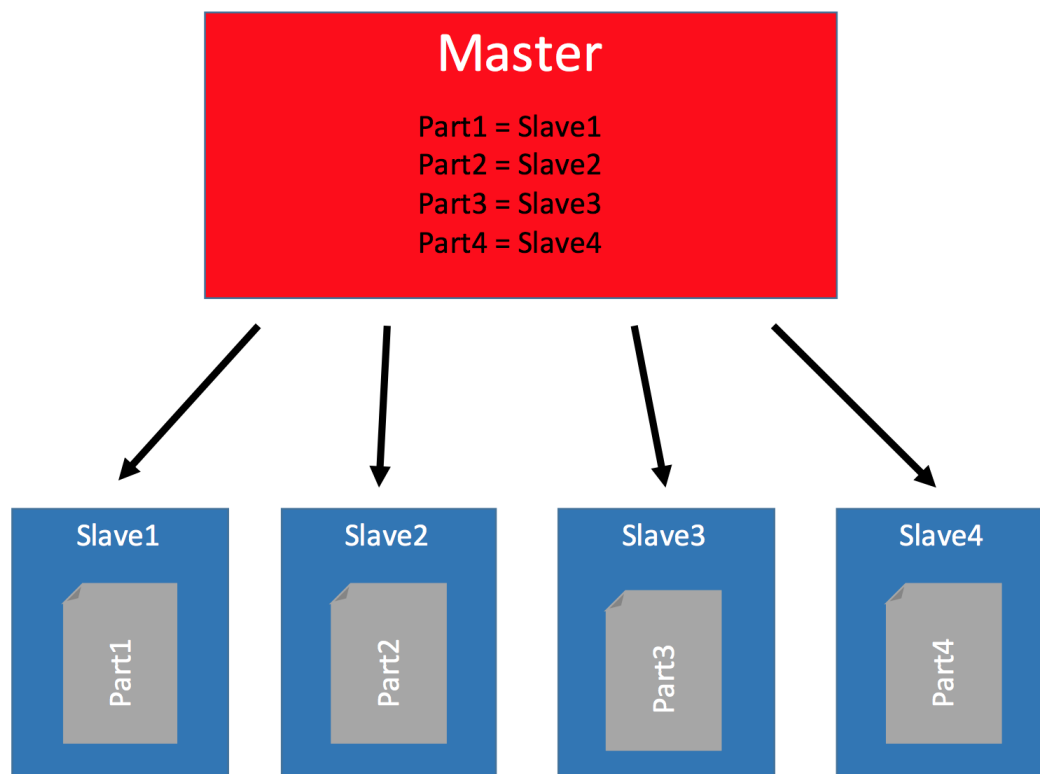 Master
Part1 = Slave1
Part2 = Slave2
Part3 = Slave3
Part4 = Slave4
Slave1
Part1
Slave2
Part2
Slave3
Part3
Slave4
Part4